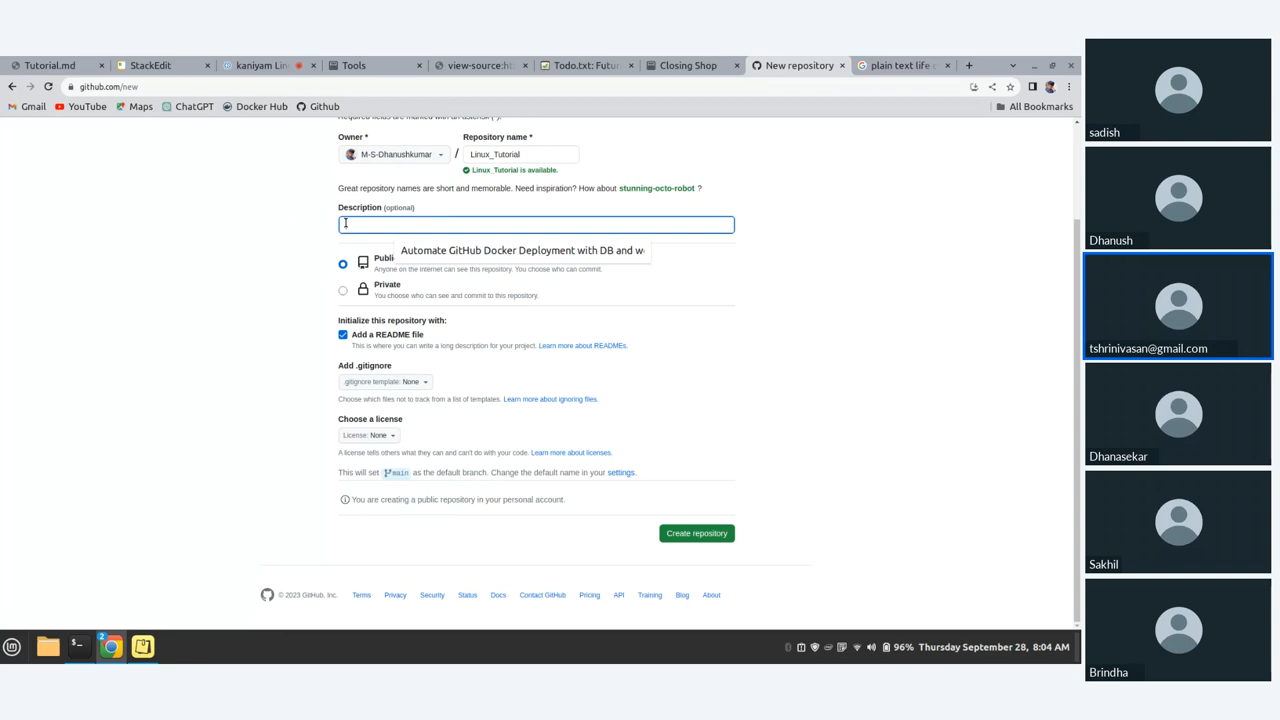 Tutorial.md
StackEdit
kaniyam Lin
Tools
view-source:ht
Todo.txt: Futu
Closing Shop
New repository
plain text life
github.com/new
Gmail
YouTube
Maps
ChatGPT
Docker Hub
Github
All Bookmarks
Required fields are marked with an asterisk (*).
Owner *
Repository name *
M-S-Dhanushkumar
/
Linux_Tutorial
Linux_Tutorial is available.
Great repository names are short and memorable. Need inspiration? How about stunning-octo-robot ?
Description (optional)
Automate GitHub Docker Deployment with DB and w
Publi
Anyone on the internet can see this repository. You choose who can commit.
Private
You choose who can see and commit to this repository.
Initialize this repository with:
Add a README file
This is where you can write a long description for your project. Learn more about READMEs.
Add .gitignore
.gitignore template: None
Choose which files not to track from a list of templates. Learn more about ignoring files.
Choose a license
License: None
A license tells others what they can and can't do with your code. Learn more about licenses.
This will set main as the default branch. Change the default name in your settings.
You are creating a public repository in your personal account.
Create repository
© 2023 GitHub, Inc.
Terms
Privacy
Security
Status
Docs
Contact GitHub
Pricing
API
Training
Blog
About
2
96% Thursday September 28, 8:04 AM
sadish
Dhanush
tshrinivasan@gmail.com
Dhanasekar
Sakhil
Brindha